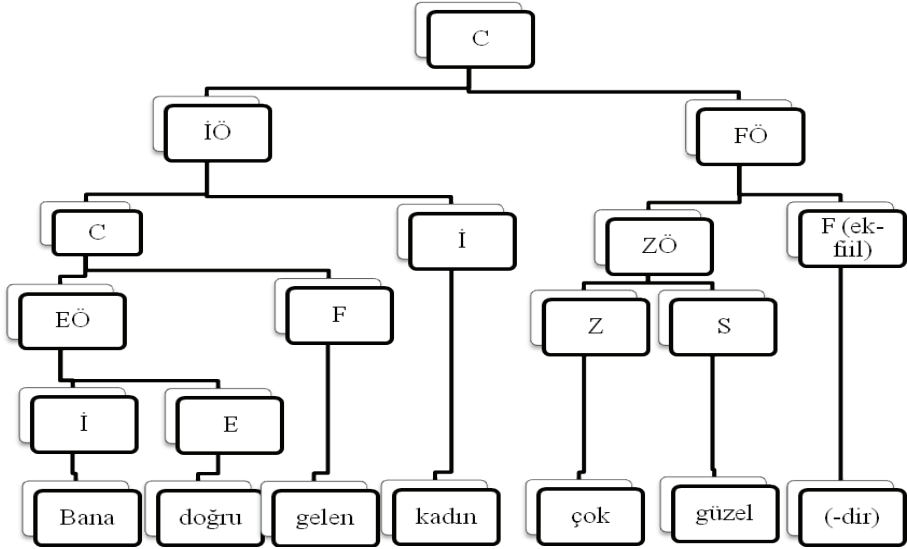 C
İÖ
FÖ
C
İ
ZÖ
F (ek-
fiil)
EÖ
F
Z
S
İ
E
Bana
doğru
gelen
kadın
çok
güzel
(-dir)